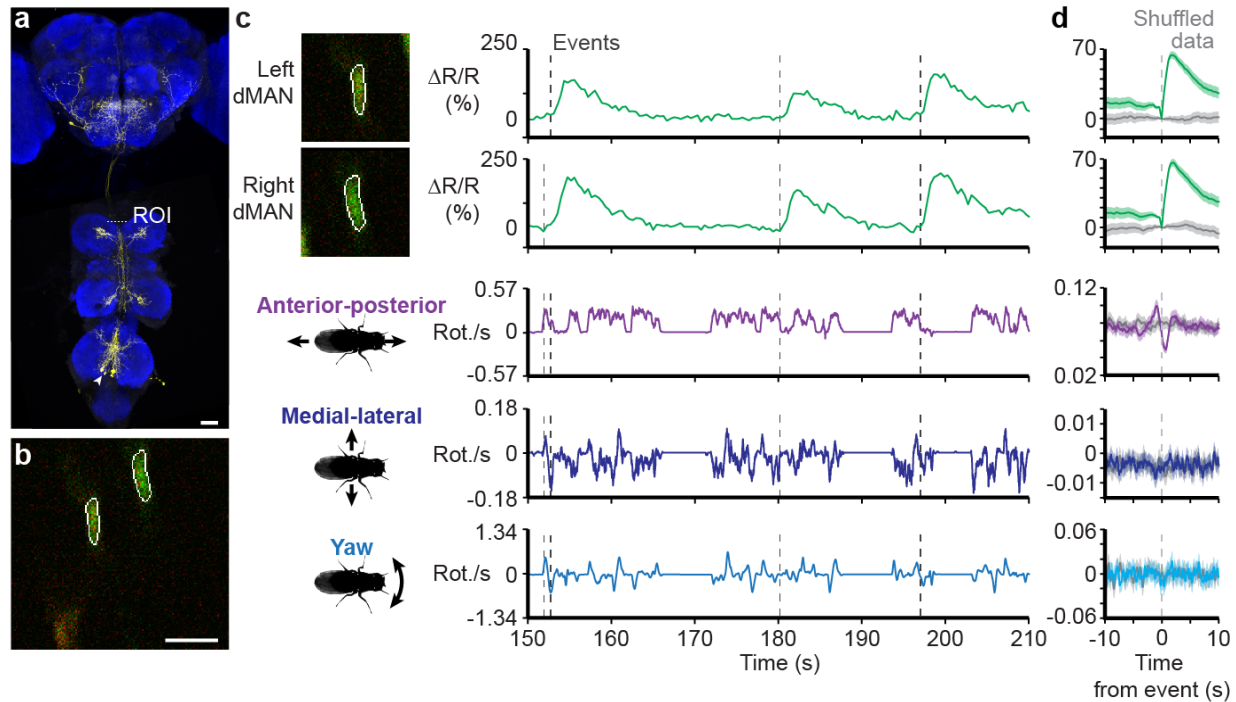 a
ROI
b
c
Left
dMAN
ΔR/R
(%)
250
0
Events
Right
dMAN
ΔR/R
(%)
250
0
Anterior-posterior
Rot./s
0.57
0
-0.57
Medial-lateral
Rot./s
0.18
0
-0.18
Yaw
Rot./s
1.34
0
-1.34
150 160 170 180 190 200 210
Time (s)
d
Shuffled
data
70
0
70
0
0.12
0.02
0.01
0
-0.01
0.06
0
-0.06
-10 0 10
Time
from event (s)